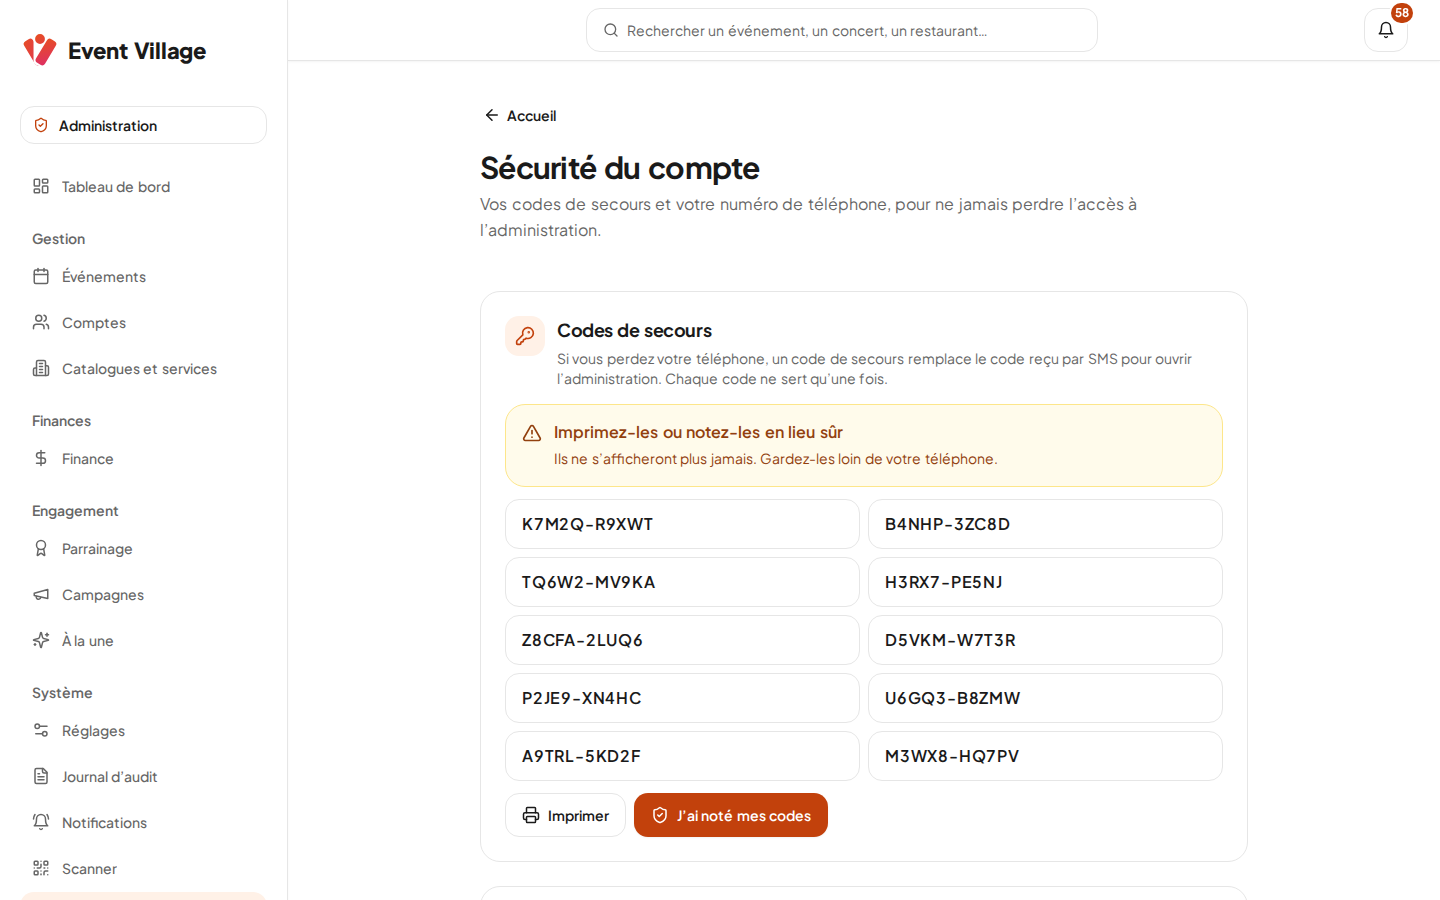 Event Village
Administration
Tableau de bord
Gestion
Événements
Comptes
Catalogues et services
Finances
Finance
Engagement
Parrainage
Campagnes
À la une
Système
Réglages
Journal d’audit
Notifications
Scanner
Rechercher un événement, un concert, un restaurant…
58
Accueil
Sécurité du compte
Vos codes de secours et votre numéro de téléphone, pour ne jamais perdre l’accès à
l’administration.
Codes de secours
Si vous perdez votre téléphone, un code de secours remplace le code reçu par SMS pour ouvrir
l’administration. Chaque code ne sert qu’une fois.
Imprimez-les ou notez-les en lieu sûr
Ils ne s’afficheront plus jamais. Gardez-les loin de votre téléphone.
K7M2Q-R9XWT
B4NHP-3ZC8D
TQ6W2-MV9KA
H3RX7-PE5NJ
Z8CFA-2LUQ6
D5VKM-W7T3R
P2JE9-XN4HC
U6GQ3-B8ZMW
A9TRL-5KD2F
M3WX8-HQ7PV
Imprimer
J’ai noté mes codes